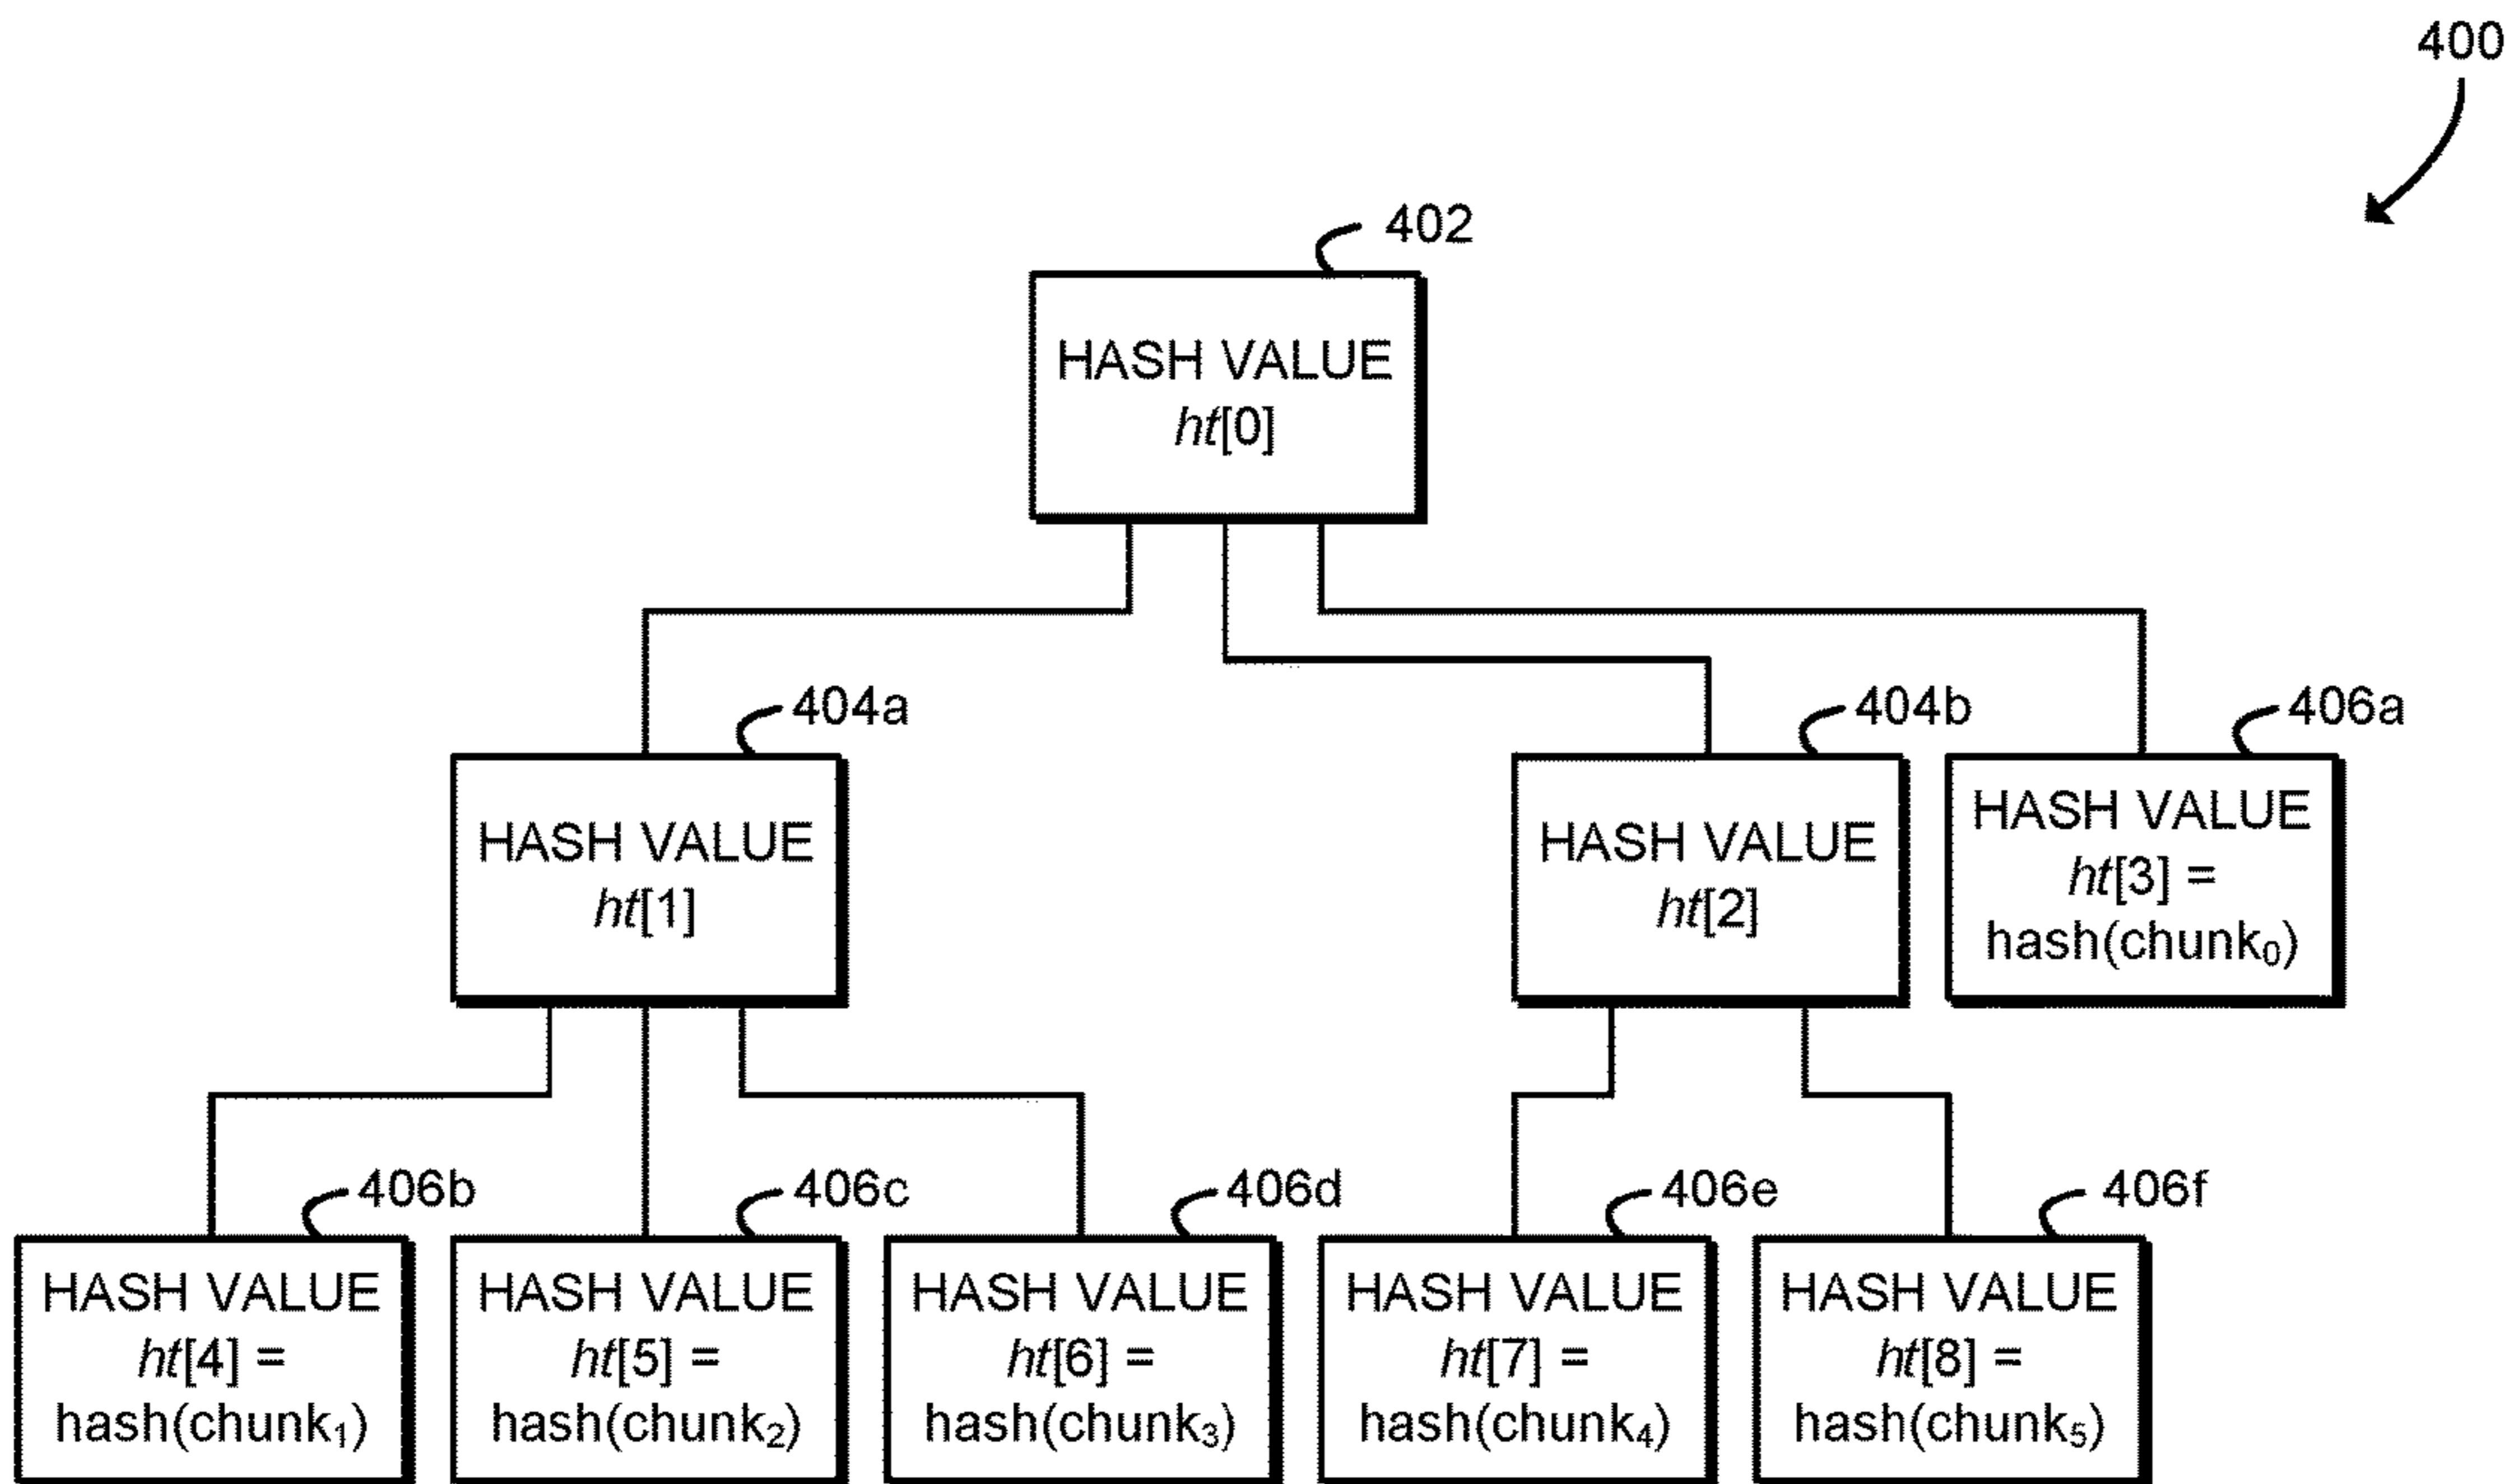 400
402
HASH VALUE
ht[0]
404a
HASH VALUE
ht[1]
404b
HASH VALUE
ht[2]
406a
HASH VALUE
ht[3] =
hash(chunk₀)
406b
HASH VALUE
ht[4] =
hash(chunk₁)
406c
HASH VALUE
ht[5] =
hash(chunk₂)
406d
HASH VALUE
ht[6] =
hash(chunk₃)
406e
HASH VALUE
ht[7] =
hash(chunk₄)
406f
HASH VALUE
ht[8] =
hash(chunk₅)